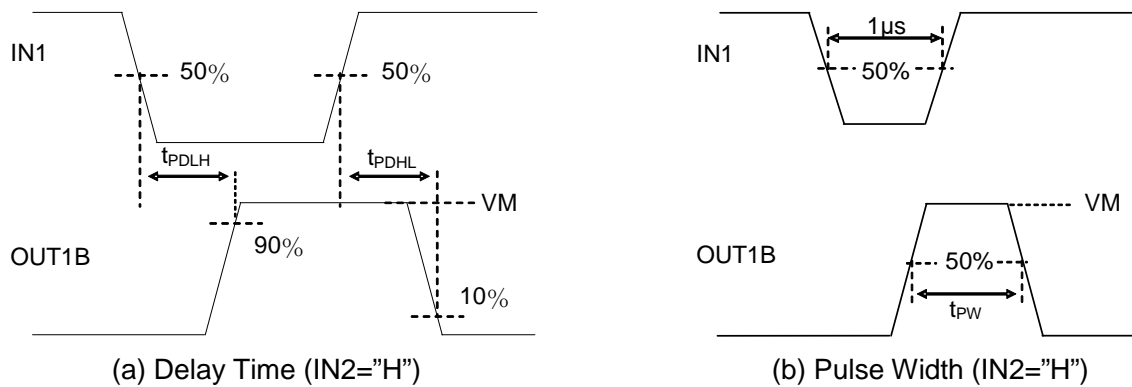 IN1
50%
50%
tPDLH
tPDHL
VM
OUT1B
90%
10%
(a) Delay Time (IN2=”H”)
1µs
IN1
50%
VM
OUT1B
50%
tPW
(b) Pulse Width (IN2=”H”)